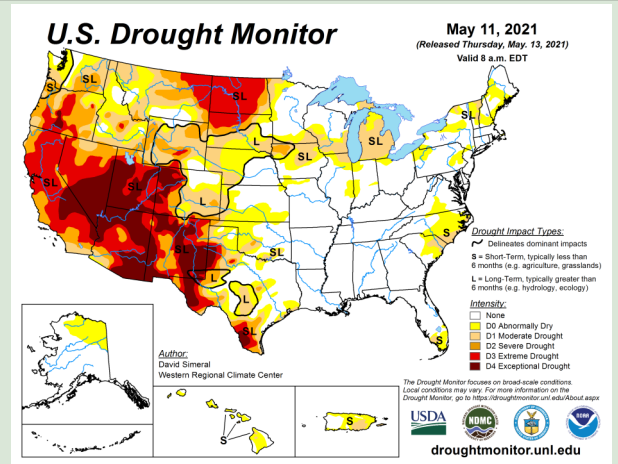 U.S. Drought Monitor
May 11, 2021
(Released Thursday, May. 13, 2021)
Valid 8 a.m. EDT
SL
S
SL
SL
L
SL
SL
L
SL
SL
S
SL
SL
L
L
SL
S
Drought Impact Types:
Delineates dominant impacts
S = Short-Term, typically less than
6 months (e.g. agriculture, grasslands)
L = Long-Term, typically greater than
6 months (e.g. hydrology, ecology)
Intensity:
None
D0 Abnormally Dry
D1 Moderate Drought
D2 Severe Drought
D3 Extreme Drought
D4 Exceptional Drought
Author:
David Simeral
Western Regional Climate Center
S
S
The Drought Monitor focuses on broad-scale conditions.
Local conditions may vary. For more information on the
Drought Monitor, go to https://droughtmonitor.unl.edu/About.aspx
USDA
NDMC
NOAA
droughtmonitor.unl.edu